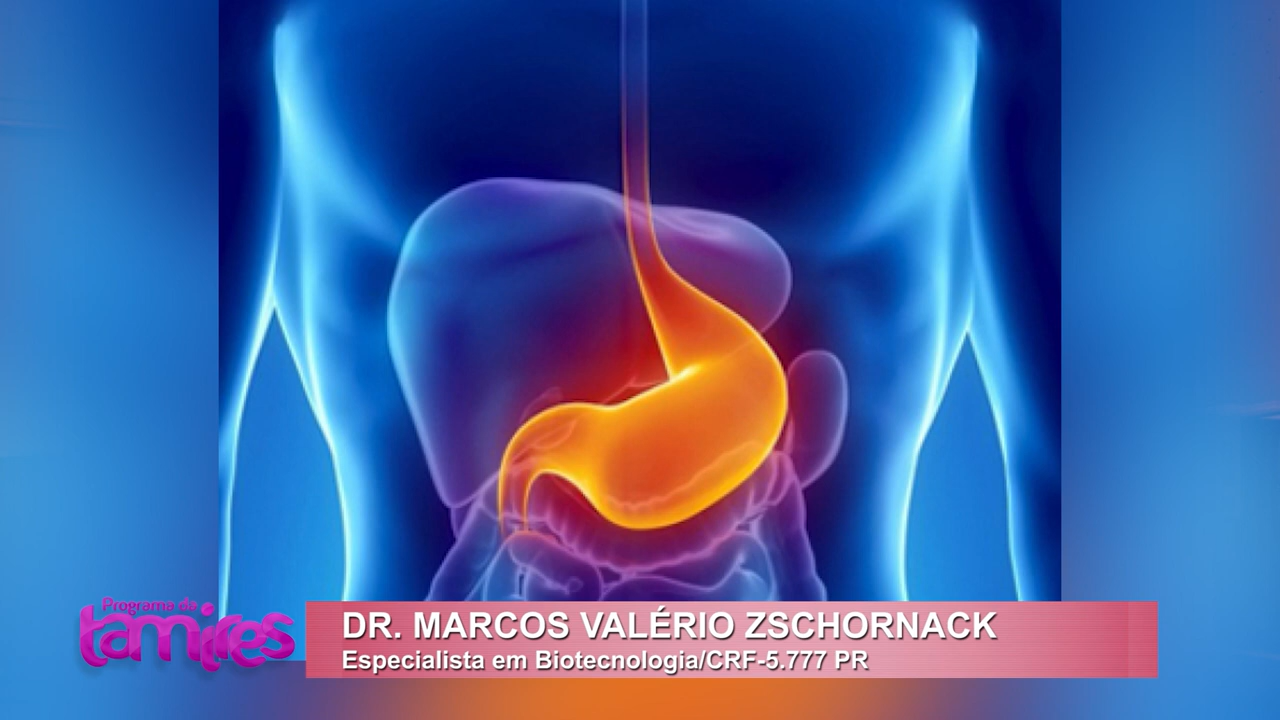 Programa da
tamires
DR. MARCOS VALÉRIO ZSCHORNACK
Especialista em Biotecnologia/CRF-5.777 PR